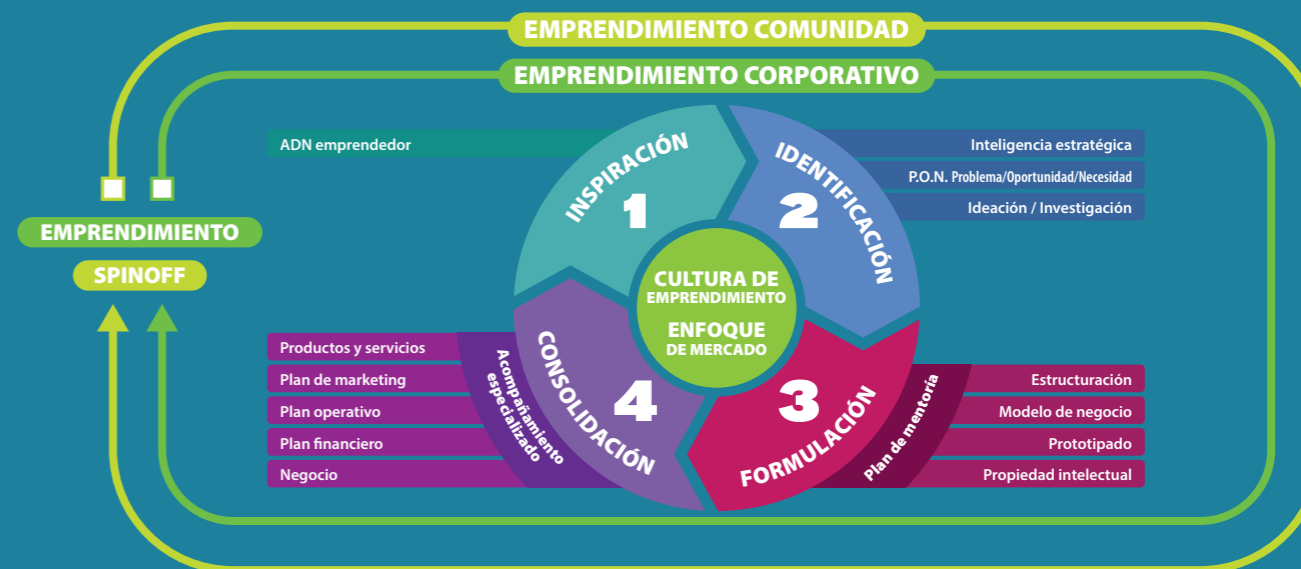 EMPRENDIMIENTO COMUNIDAD
EMPRENDIMIENTO CORPORATIVO
EMPRENDIMIENTO
SPINOFF
INSPIRACIÓN
1
ADN emprendedor
IDENTIFICACIÓN
2
Inteligencia estratégica
P.O.N. Problema/Oportunidad/Necesidad
Ideación / Investigación
CULTURA DE
EMPRENDIMIENTO
ENFOQUE
DE MERCADO
FORMULACIÓN
3
Plan de mentoría
Estructuración
Modelo de negocio
Prototipado
Propiedad intelectual
CONSOLIDACIÓN
4
Acompañamiento
especializado
Productos y servicios
Plan de marketing
Plan operativo
Plan financiero
Negocio